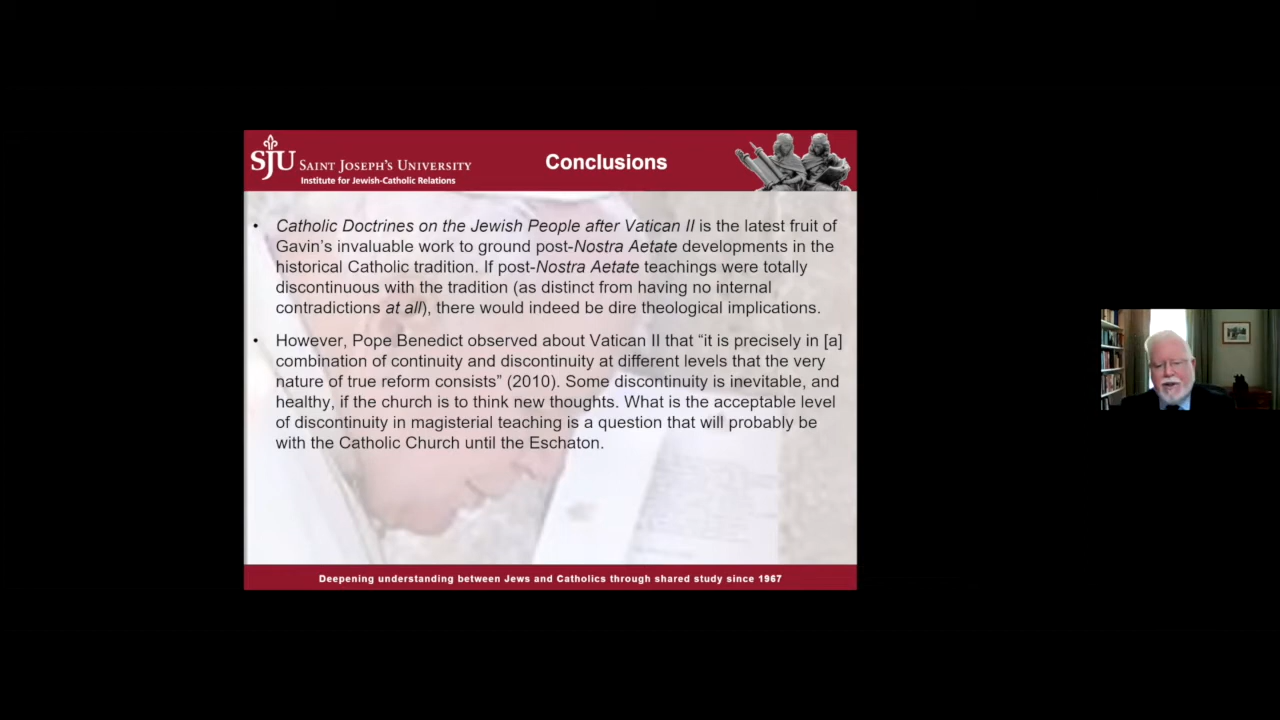 SJU SAINT JOSEPH'S UNIVERSITY
Institute for Jewish-Catholic Relations
Conclusions
• Catholic Doctrines on the Jewish People after Vatican II is the latest fruit of
Gavin's invaluable work to ground post-Nostra Aetate developments in the
historical Catholic tradition. If post-Nostra Aetate teachings were totally
discontinuous with the tradition (as distinct from having no internal
contradictions at all), there would indeed be dire theological implications.
• However, Pope Benedict observed about Vatican II that “it is precisely in [a]
combination of continuity and discontinuity at different levels that the very
nature of true reform consists” (2010). Some discontinuity is inevitable, and
healthy, if the church is to think new thoughts. What is the acceptable level
of discontinuity in magisterial teaching is a question that will probably be
with the Catholic Church until the Eschaton.
Deepening understanding between Jews and Catholics through shared study since 1967